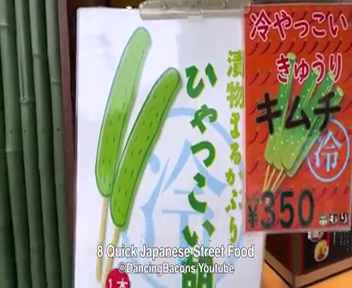 漬物まるかぶり
ひやっこい
冷
1本
冷やっこい
きゅうり
キムチ
冷
¥350
8 Quick Japanese Street Food
@DancingBacons Youtube